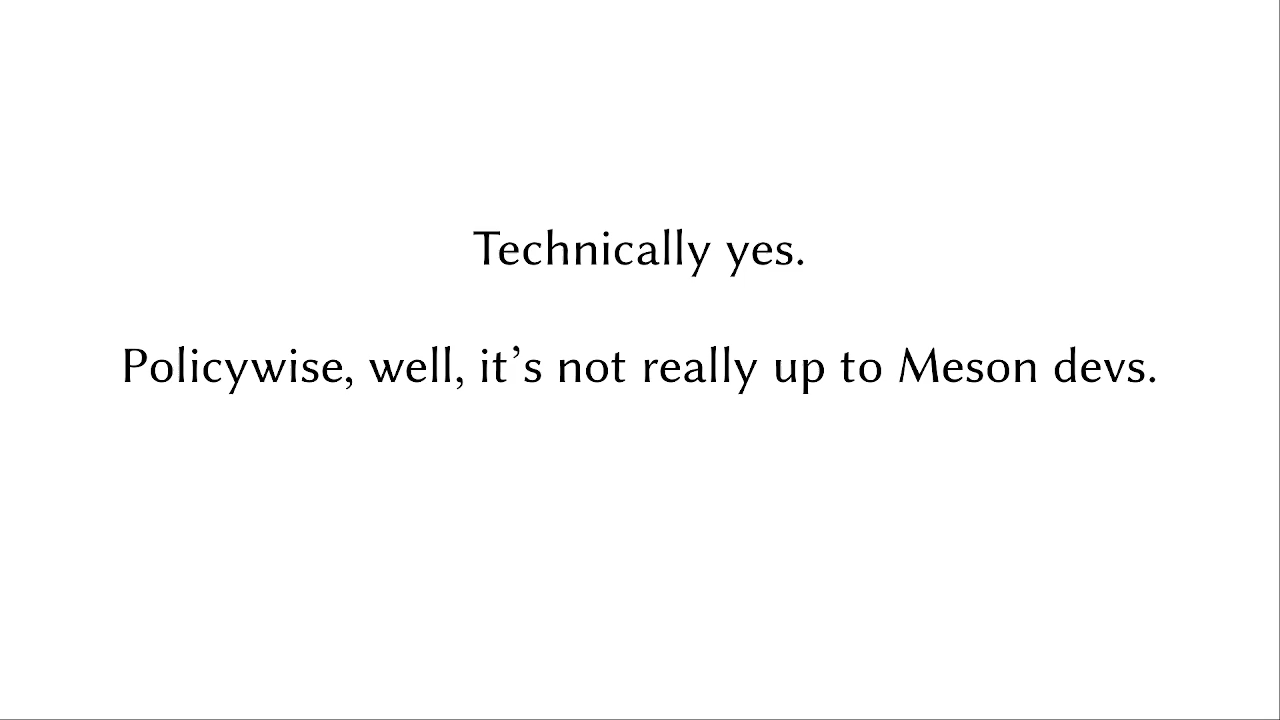 Technically yes.
Policywise, well, it’s not really up to Meson devs.